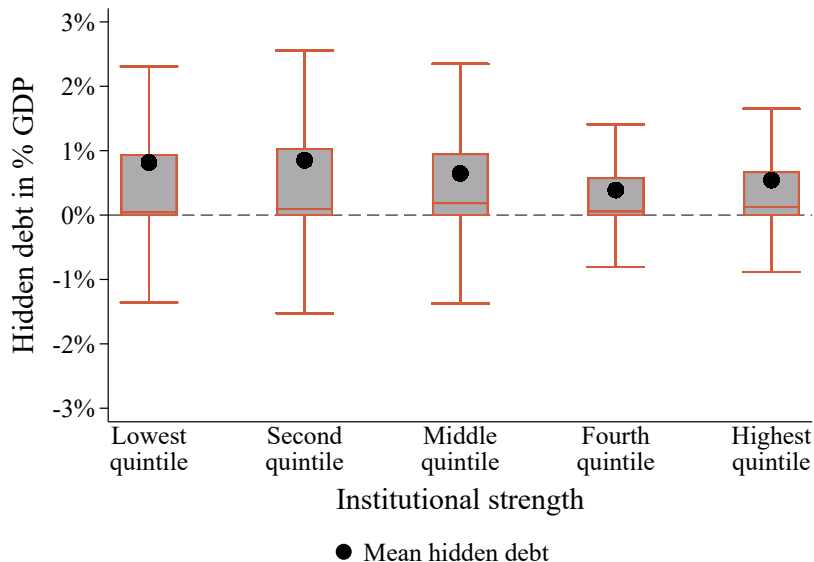 Hidden debt in % GDP
3%
2%
1%
0%
-1%
-2%
-3%
Lowest Second Middle Fourth Highest
quintile quintile quintile quintile quintile
Institutional strength
Mean hidden debt